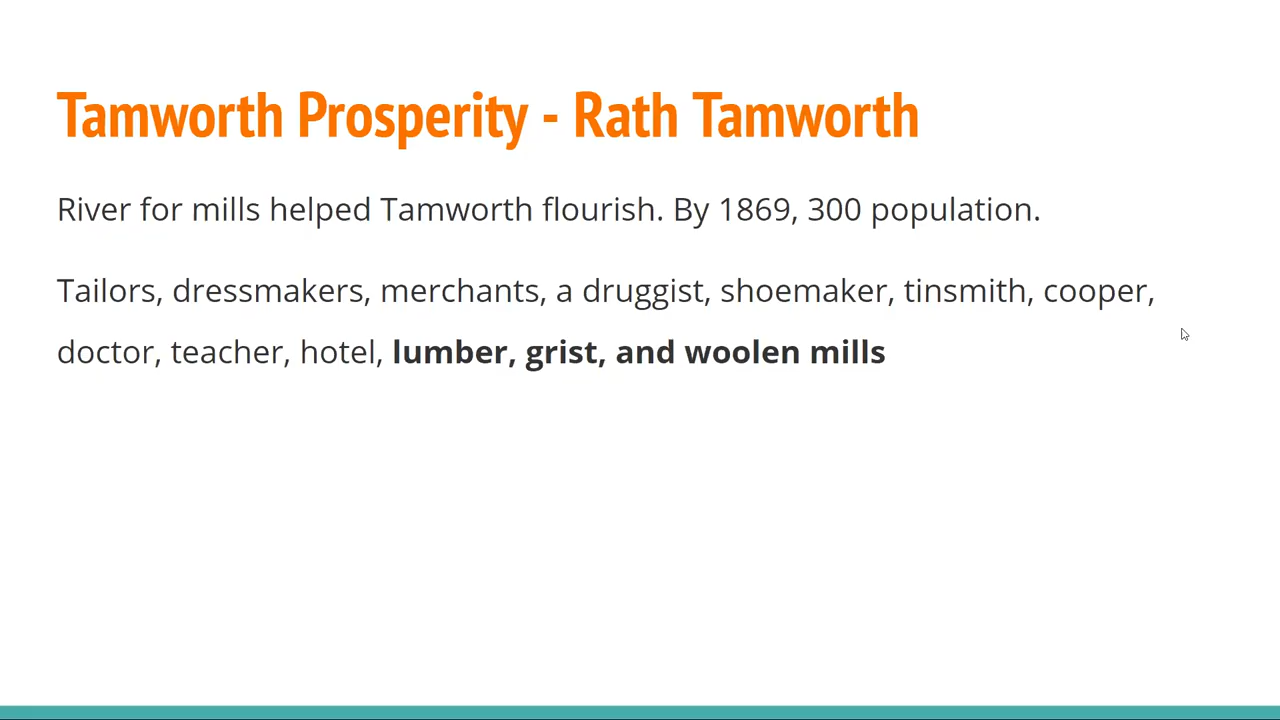 Tamworth Prosperity - Rath Tamworth
River for mills helped Tamworth flourish. By 1869, 300 population.
Tailors, dressmakers, merchants, a druggist, shoemaker, tinsmith, cooper,
doctor, teacher, hotel, lumber, grist, and woolen mills